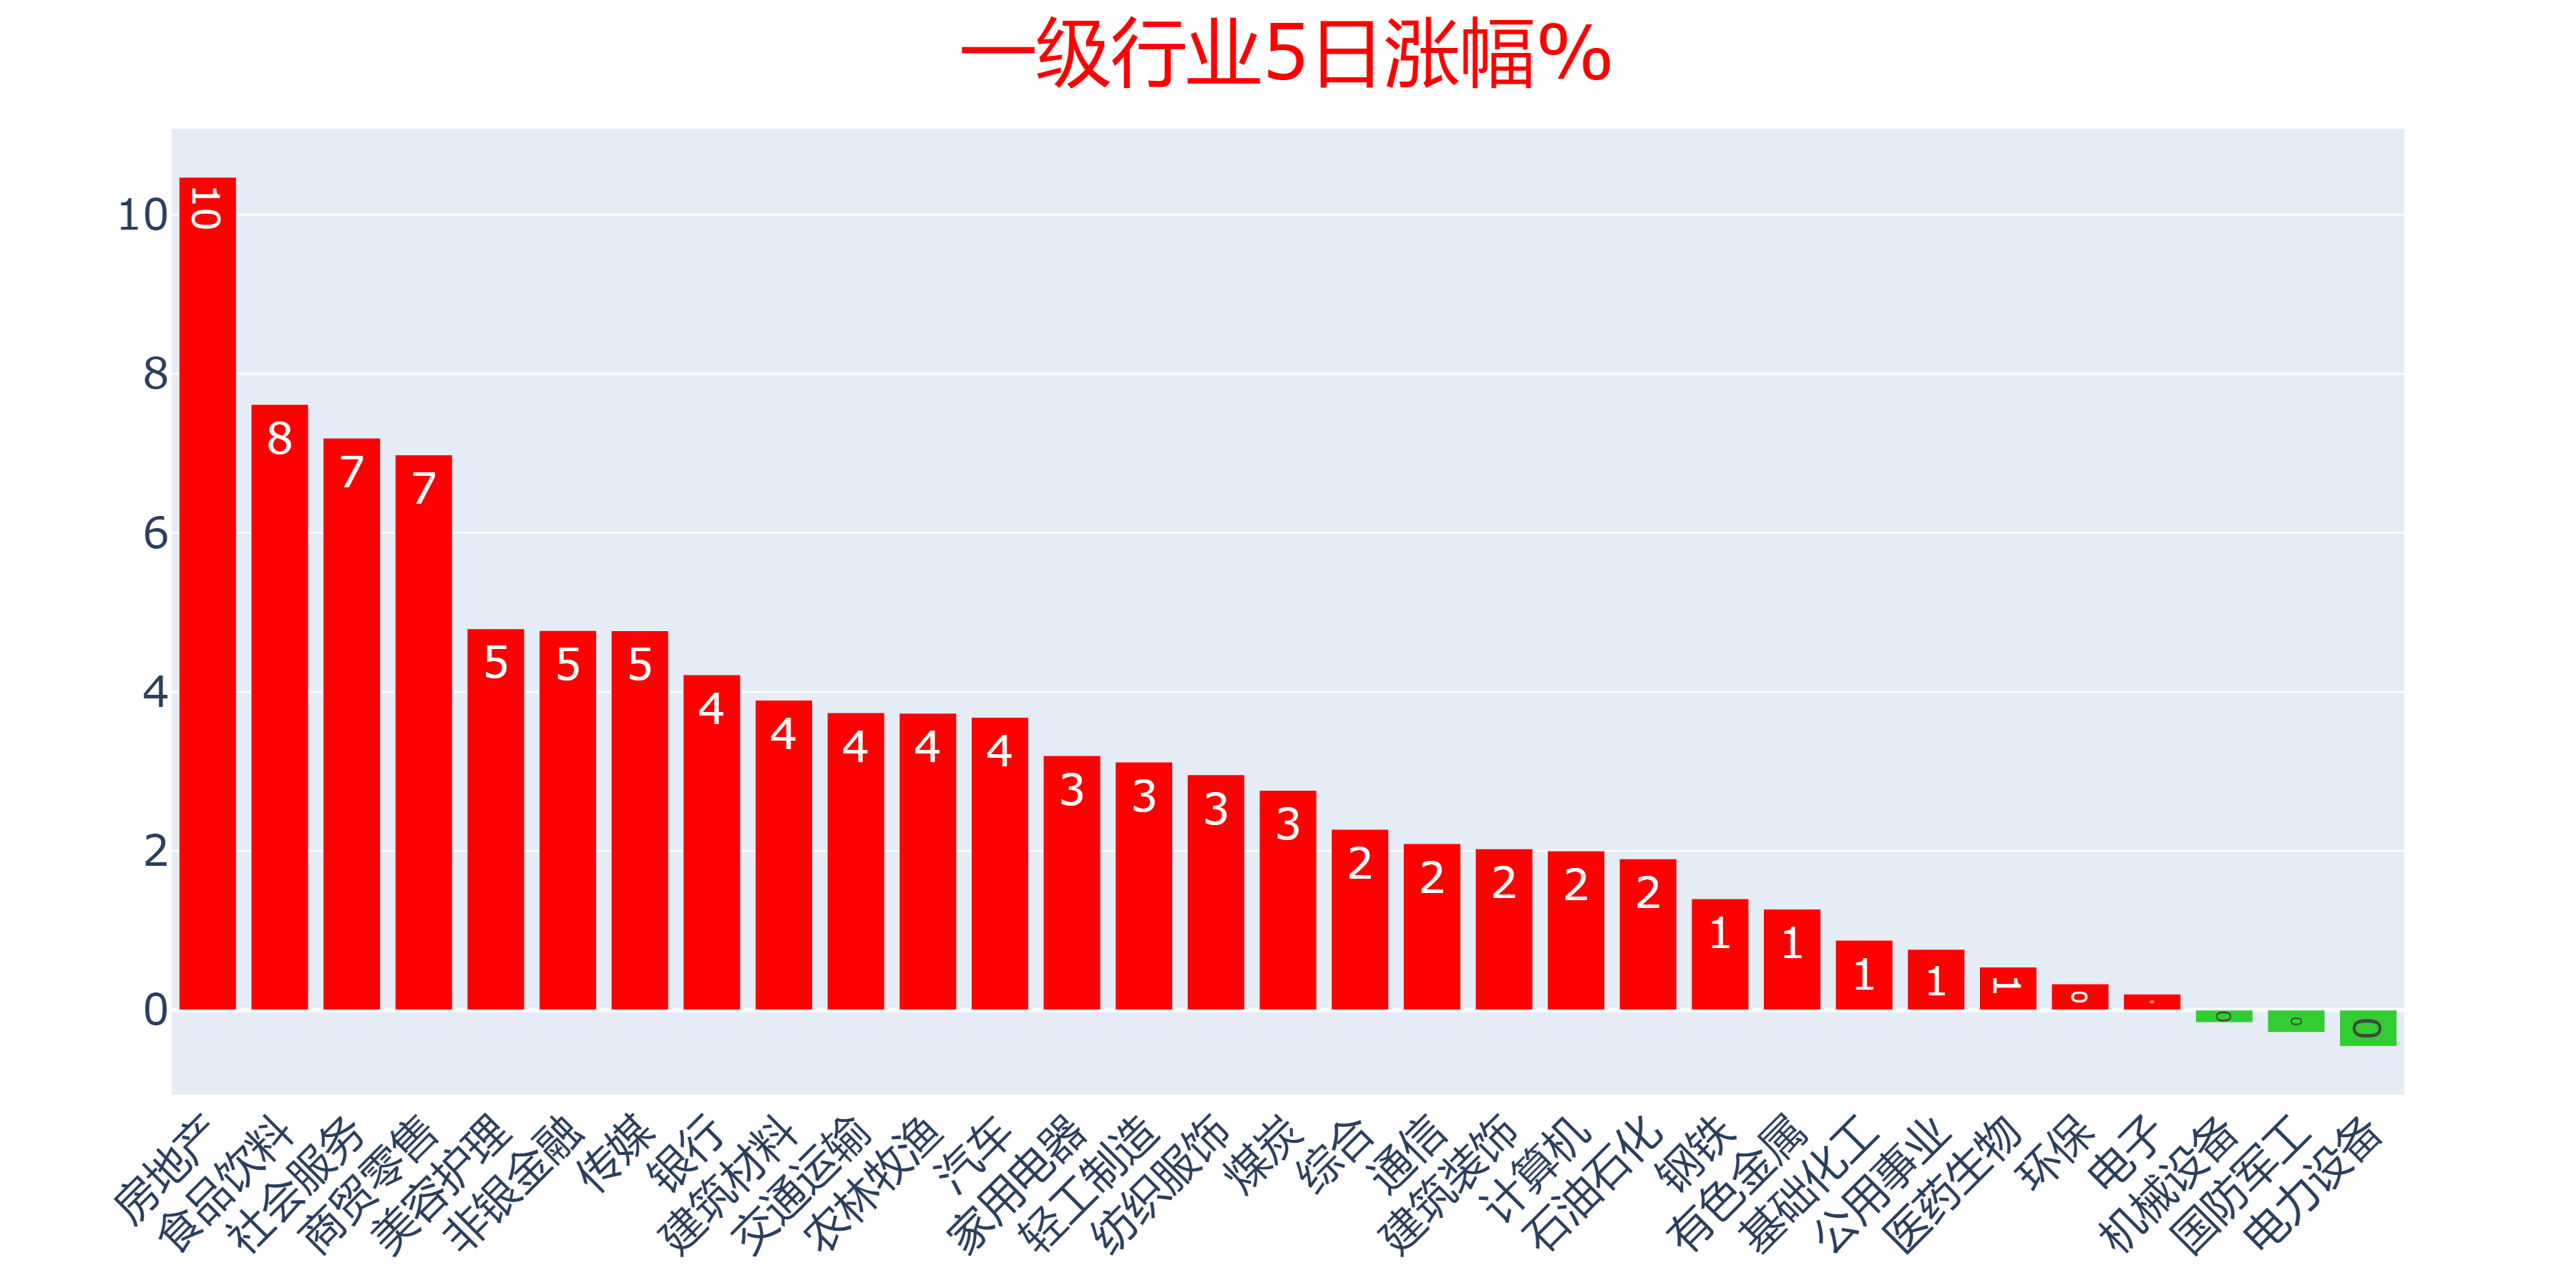 一级行业5日涨幅%
10
8
6
4
2
0
10
8
7
7
5
5
5
4
4
4
4
4
3
3
3
3
2
2
2
2
2
1
1
1
1
1
0
0
0
0
0
房地产
食品饮料
社会服务
商贸零售
美容护理
非银金融
传媒
银行
建筑材料
交通运输
农林牧渔
汽车
家用电器
轻工制造
纺织服饰
煤炭
综合
通信
建筑装饰
计算机
石油石化
钢铁
有色金属
基础化工
公用事业
医药生物
环保
电子
机械设备
国防军工
电力设备